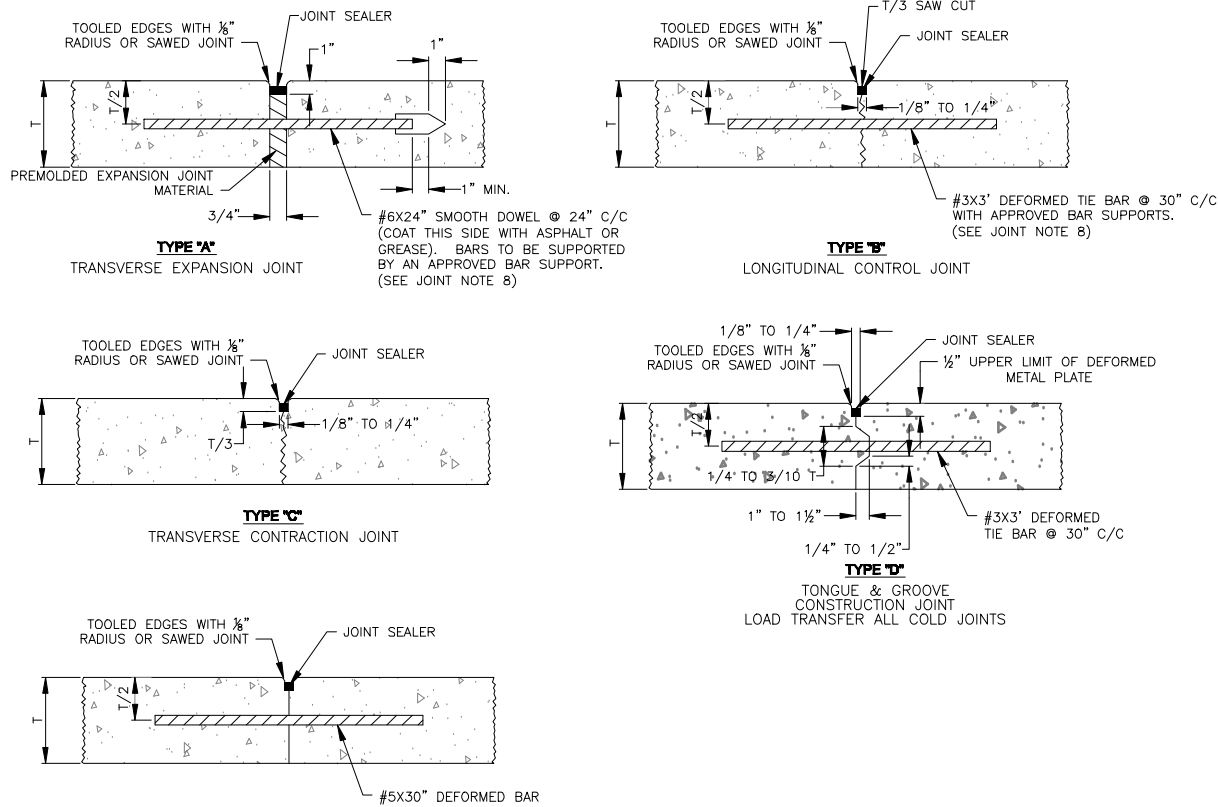 TOOLED EDGES WITH ⅛"
RADIUS OR SAWED JOINT
JOINT SEALER
1"
1"
T/2
T
PREMOLDED EXPANSION JOINT
MATERIAL
3/4"
1" MIN.
#6X24" SMOOTH DOWEL @ 24" C/C
(COAT THIS SIDE WITH ASPHALT OR
GREASE). BARS TO BE SUPPORTED
BY AN APPROVED BAR SUPPORT.
(SEE JOINT NOTE 8)
TYPE "A"
TRANSVERSE EXPANSION JOINT
T/3 SAW CUT
TOOLED EDGES WITH ⅛"
RADIUS OR SAWED JOINT
JOINT SEALER
T/2
T
1/8" TO 1/4"
#3X3' DEFORMED TIE BAR @ 30" C/C
WITH APPROVED BAR SUPPORTS.
(SEE JOINT NOTE 8)
TYPE "B"
LONGITUDINAL CONTROL JOINT
TOOLED EDGES WITH ⅛"
RADIUS OR SAWED JOINT
JOINT SEALER
T
T/3
1/8" TO 1/4"
TYPE "C"
TRANSVERSE CONTRACTION JOINT
1/8" TO 1/4"
TOOLED EDGES WITH ⅛"
RADIUS OR SAWED JOINT
JOINT SEALER
½" UPPER LIMIT OF DEFORMED
METAL PLATE
T/2
T
1/4 TO 3/10 T
1" TO 1½"
1/4" TO 1/2"
#3X3' DEFORMED
TIE BAR @ 30" C/C
TYPE "D"
TONGUE & GROOVE
CONSTRUCTION JOINT
LOAD TRANSFER ALL COLD JOINTS
TOOLED EDGES WITH ⅛"
RADIUS OR SAWED JOINT
JOINT SEALER
T/2
T
#5X30" DEFORMED BAR